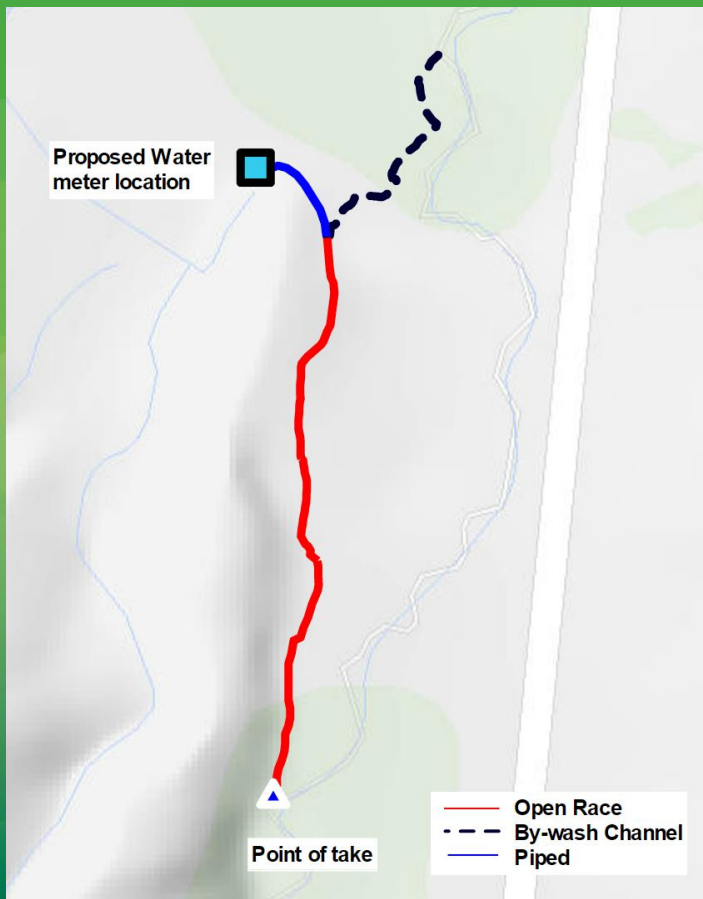 Proposed Water
meter location
Point of take
Open Race
By-wash Channel
Piped